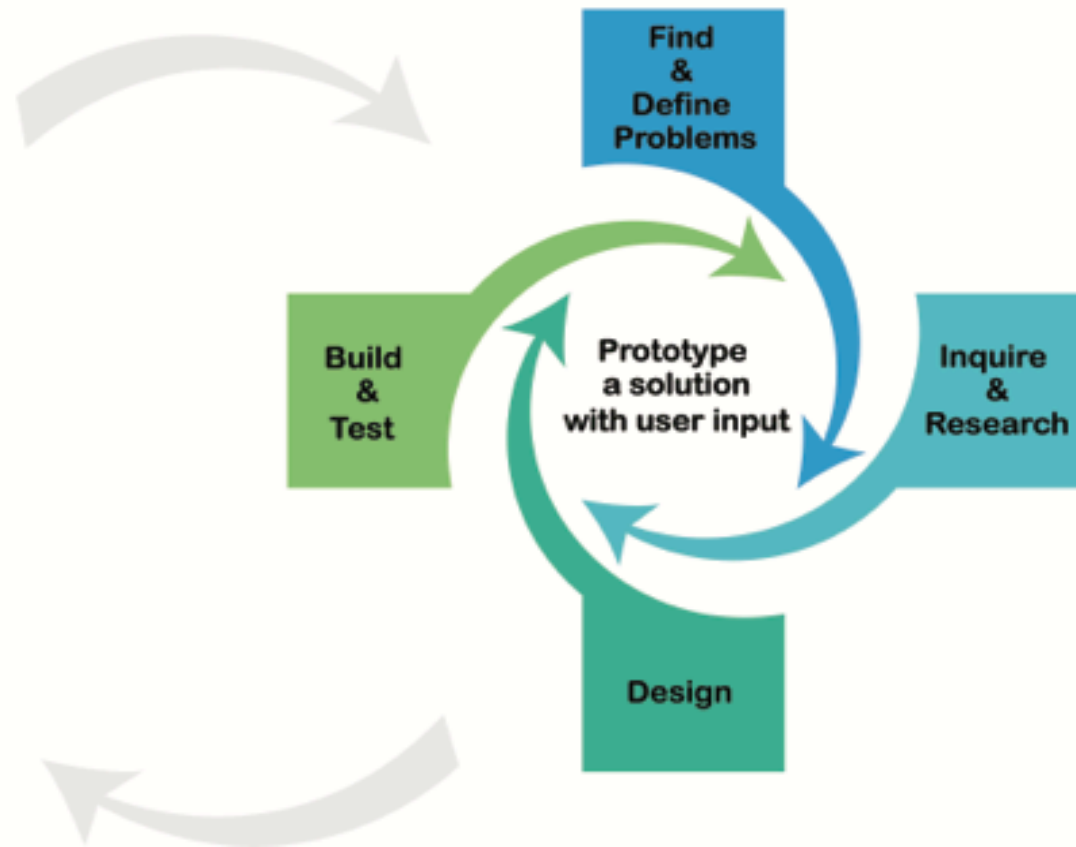 Find
&
Define
Problems
Build
&
Test
Prototype
a solution
with user input
Inquire
&
Research
Design